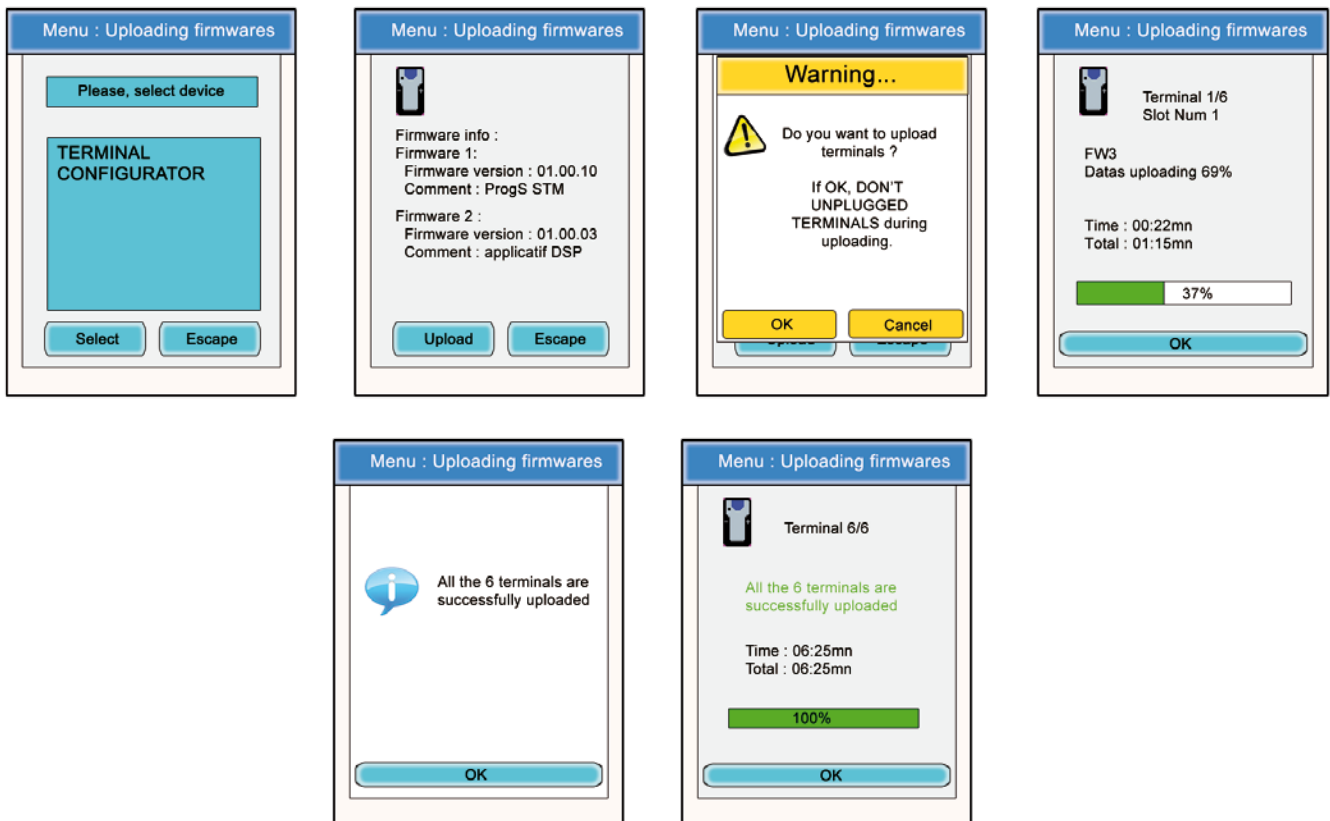 Menu : Uploading firmwares
Please, select device
TERMINAL
CONFIGURATOR
Select
Escape
Menu : Uploading firmwares
Firmware info :
Firmware 1:
Firmware version : 01.00.10
Comment : ProgS STM
Firmware 2 :
Firmware version : 01.00.03
Comment : applicatif DSP
Upload
Escape
Menu : Uploading firmwares
Warning...
Do you want to upload
terminals ?
If OK, DON'T
UNPLUGGED
TERMINALS during
uploading.
OK
Cancel
Upload
Escape
Menu : Uploading firmwares
Terminal 1/6
Slot Num 1
FW3
Datas uploading 69%
Time : 00:22mn
Total : 01:15mn
37%
OK
Menu : Uploading firmwares
All the 6 terminals are
successfully uploaded
OK
Menu : Uploading firmwares
Terminal 6/6
All the 6 terminals are
successfully uploaded
Time : 06:25mn
Total : 06:25mn
100%
OK